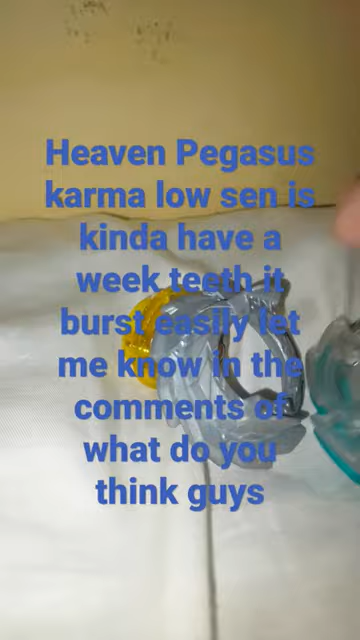 Heaven Pegasus
karma low sen is
kinda have a
week teeth it
burst easily let
me know in the
comments of
what do you
think guys